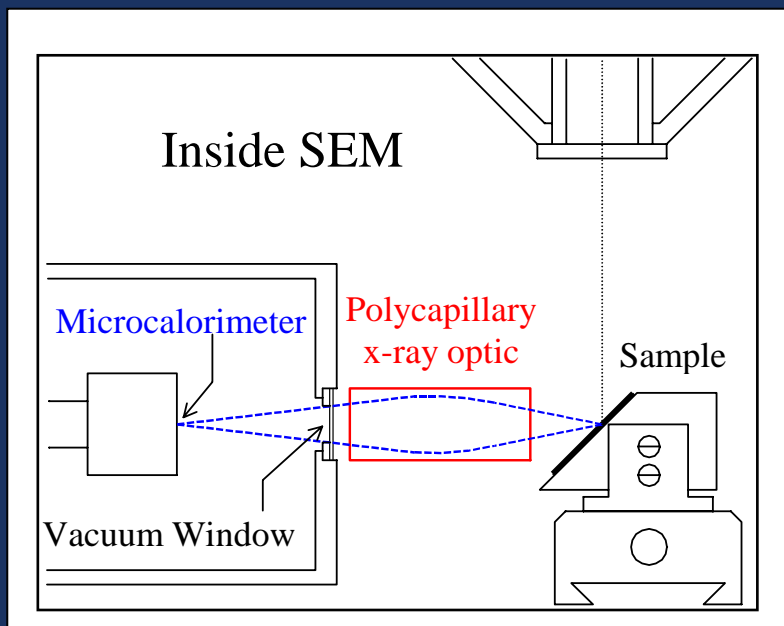 Inside SEM
Microcalorimeter
Polycapillary
x-ray optic
Sample
Vacuum Window